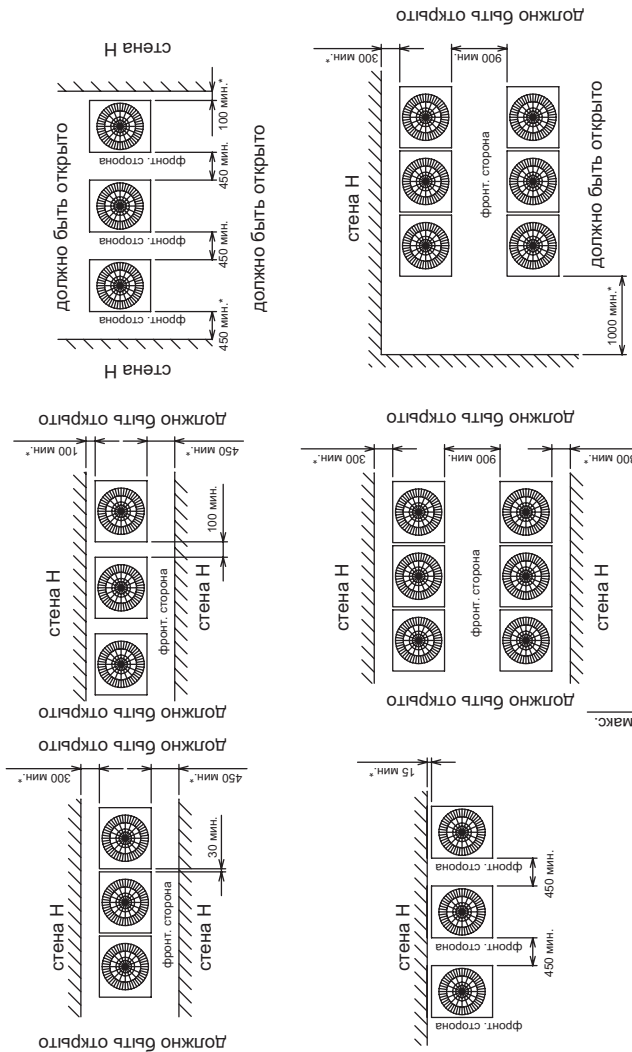 стена H
должно быть открыто
фронт. сторона
фронт. сторона
фронт. сторона
100 мин.*
450 мин.
450 мин.
450 мин.*
должно быть открыто
стена H
должно быть открыто
300 мин.*
900 мин.
стена H
фронт. сторона
должно быть открыто
1000 мин.*
должно быть открыто
100 мин.*
450 мин.*
100 мин.
стена H
фронт. сторона
стена H
должно быть открыто
должно быть открыто
300 мин.*
900 мин.
300 мин.*
стена H
фронт. сторона
стена H
должно быть открыто
макс.
должно быть открыто
300 мин.*
450 мин.*
30 мин.
стена H
фронт. сторона
стена H
должно быть открыто
15 мин.*
стена H
фронт. сторона
фронт. сторона
фронт. сторона
450 мин.
450 мин.